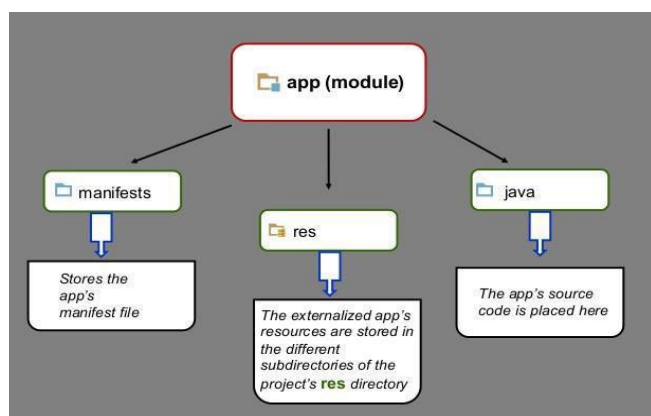 app (module)
manifests
res
java
Stores the
app's
manifest file
The externalized app's
resources are stored in
the different
subdirectories of the
project's res directory
The app's source
code is placed here